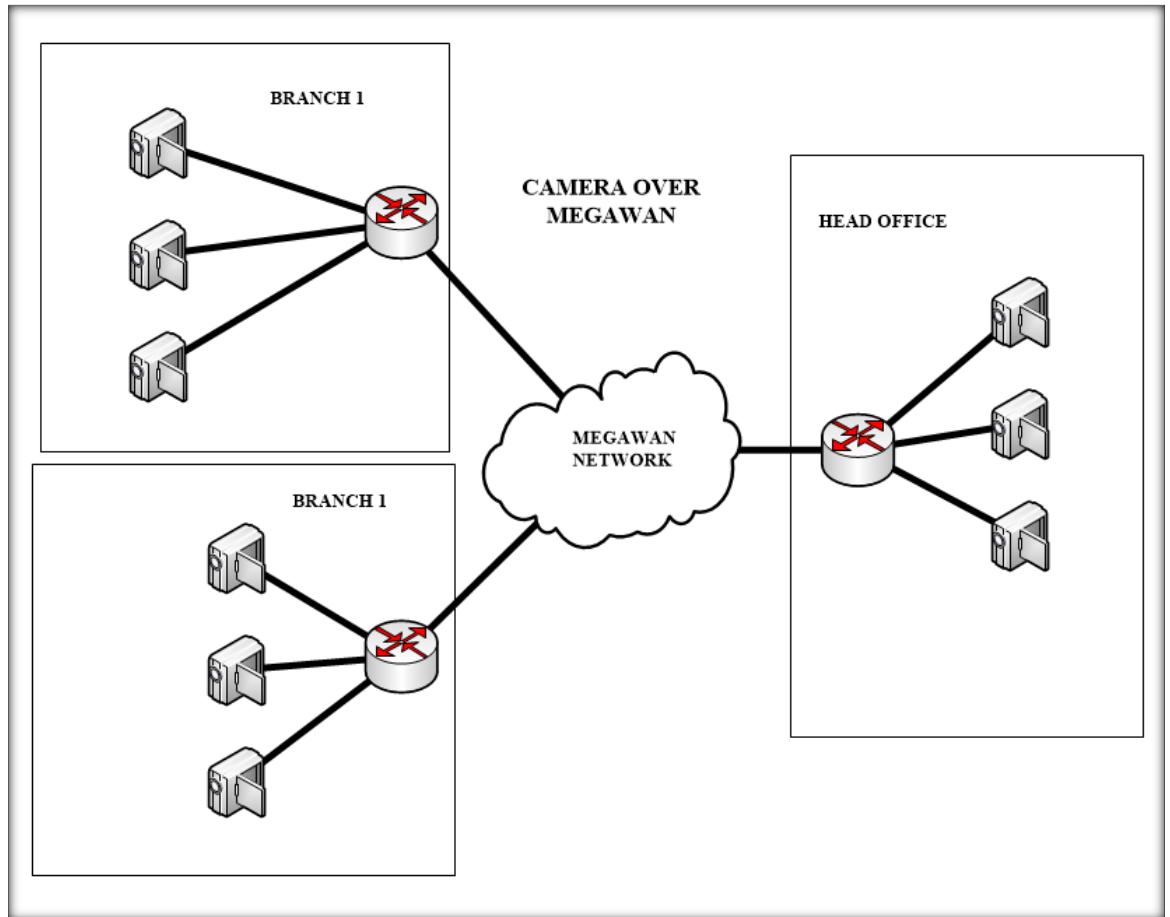 BRANCH 1
CAMERA OVER
MEGAWAN
HEAD OFFICE
MEGAWAN
NETWORK
BRANCH 1